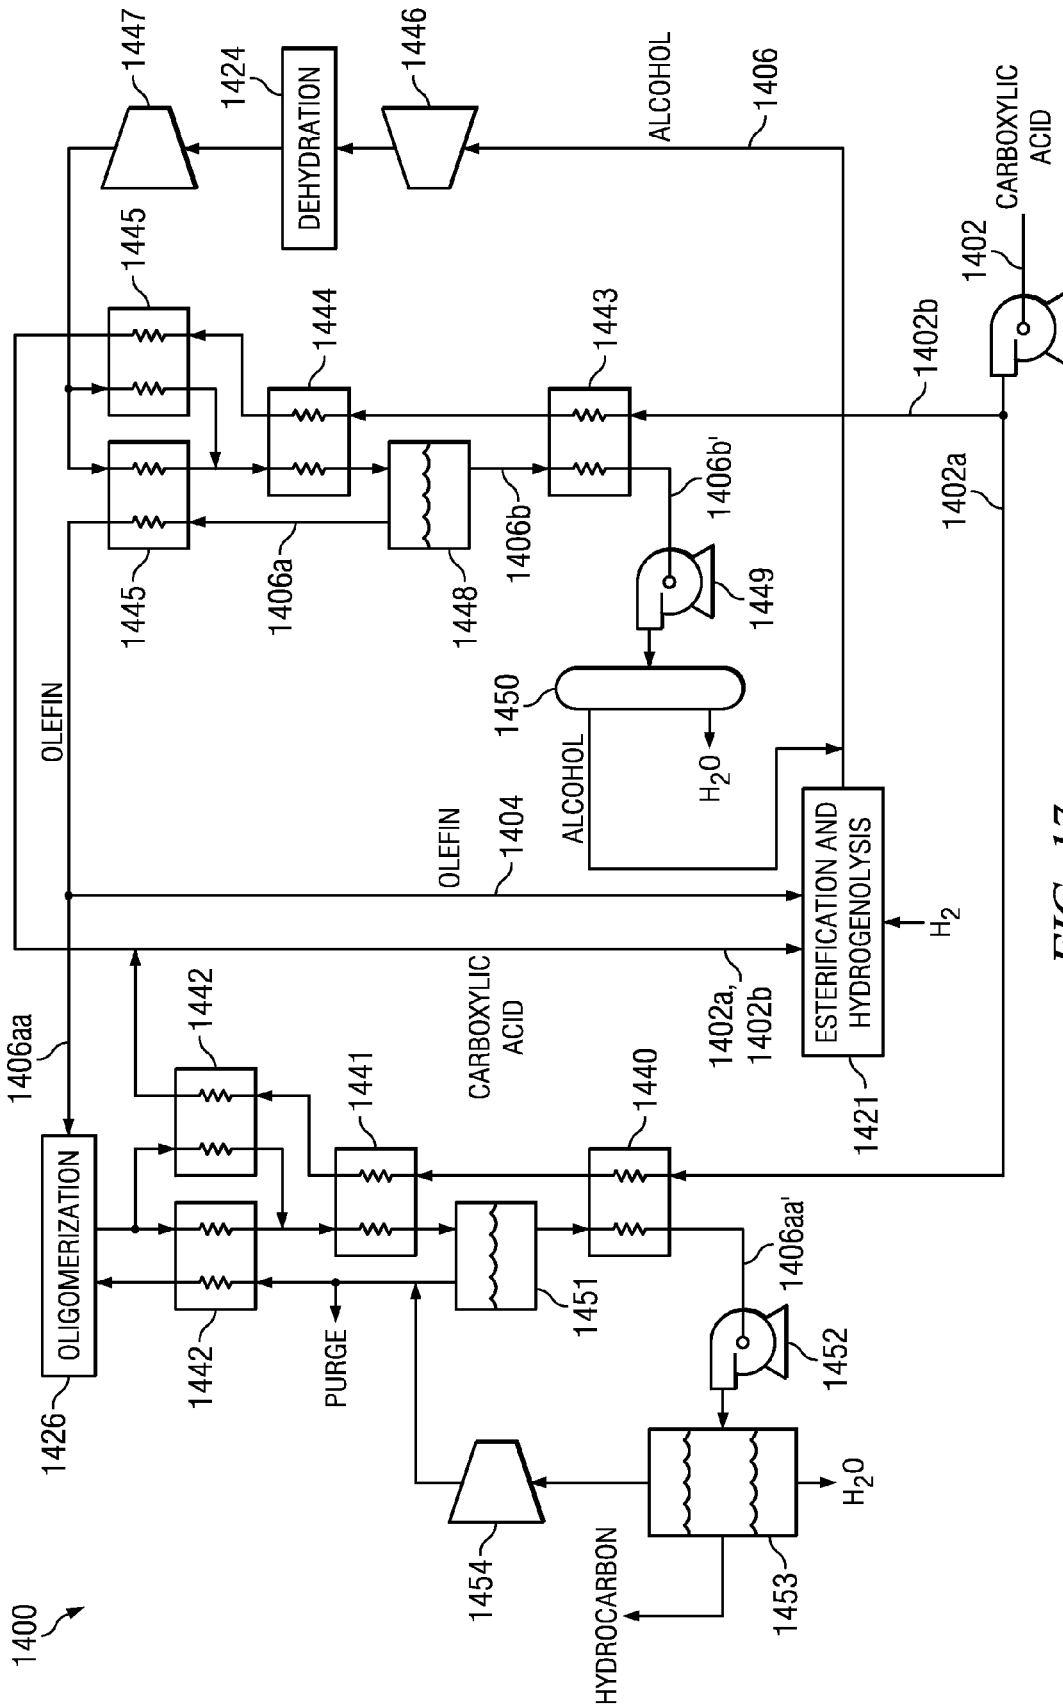 1400
1426
OLIGOMERIZATION
1406aa
OLEFIN
1442
1442
PURGE
1441
1451
1440
1454
HYDROCARBON
1453
H2O
1452
1406aa'
CARBOXYLIC
ACID
1402a,
1402b
OLEFIN
1404
1421
ESTERIFICATION AND
HYDROGENOLYSIS
H2
ALCOHOL
1450
H2O
1449
1406b'
1406b
1448
1406a
1445
1445
1444
1443
1447
1424
DEHYDRATION
1446
ALCOHOL
1406
CARBOXYLIC
ACID
1402
1402b
1402a